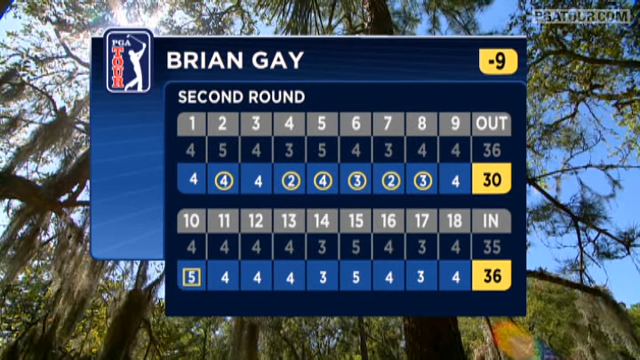 PGATOUR.COM
PGA
TOUR
BRIAN GAY -9
SECOND ROUND
1 2 3 4 5 6 7 8 9 OUT
4 5 4 3 5 4 3 4 4 36
4 4 4 2 4 3 2 3 4 30
10 11 12 13 14 15 16 17 18 IN
4 4 4 4 3 5 4 3 4 35
5 4 4 4 3 5 4 3 4 36